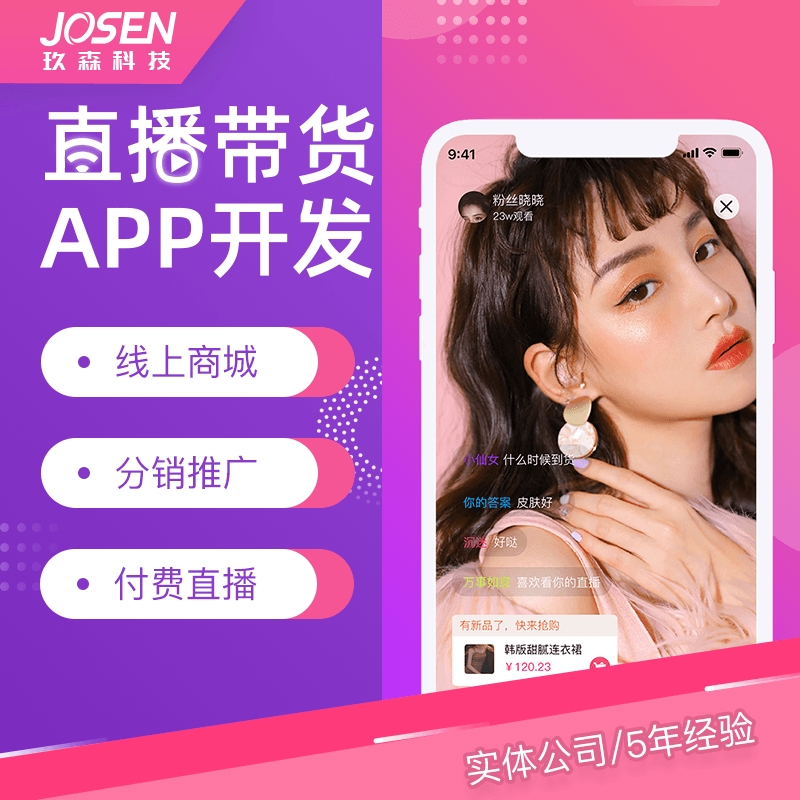 JOSEN
玖森科技
直播带货
APP开发
• 线上商城
• 分销推广
• 付费直播
9:41
粉丝晓晓
23w观看
小仙女 什么时候到货
你的答案 皮肤好
沉迷 好哒
万事如意 喜欢看你的直播
有新品了，快来抢购
韩版甜腻连衣裙
￥120.23
实体公司/5年经验